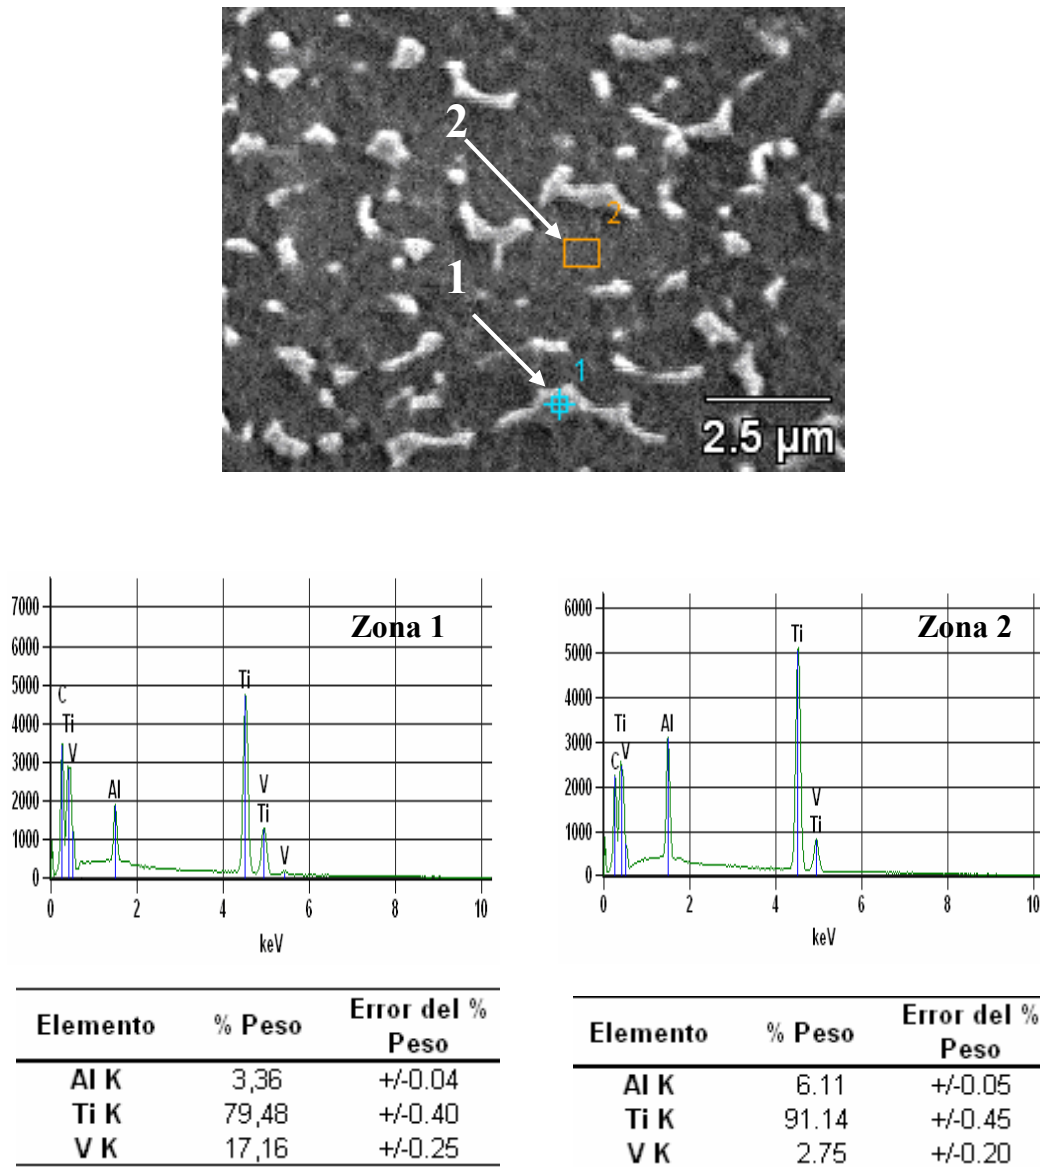 2
2
1
1
2.5 µm
Zona 1
7000
6000
5000
4000
3000
2000
1000
0
C
Ti
V
Al
Ti
V
Ti
V
0 2 4 6 8 10
keV
Zona 2
6000
5000
4000
3000
2000
1000
0
Ti
C V
Al
Ti
V
Ti
0 2 4 6 8 10
keV
Elemento % Peso Error del % Peso
Al K 3,36 +/-0.04
Ti K 79,48 +/-0.40
V K 17,16 +/-0.25
Elemento % Peso Error del % Peso
Al K 6.11 +/-0.05
Ti K 91.14 +/-0.45
V K 2.75 +/-0.20